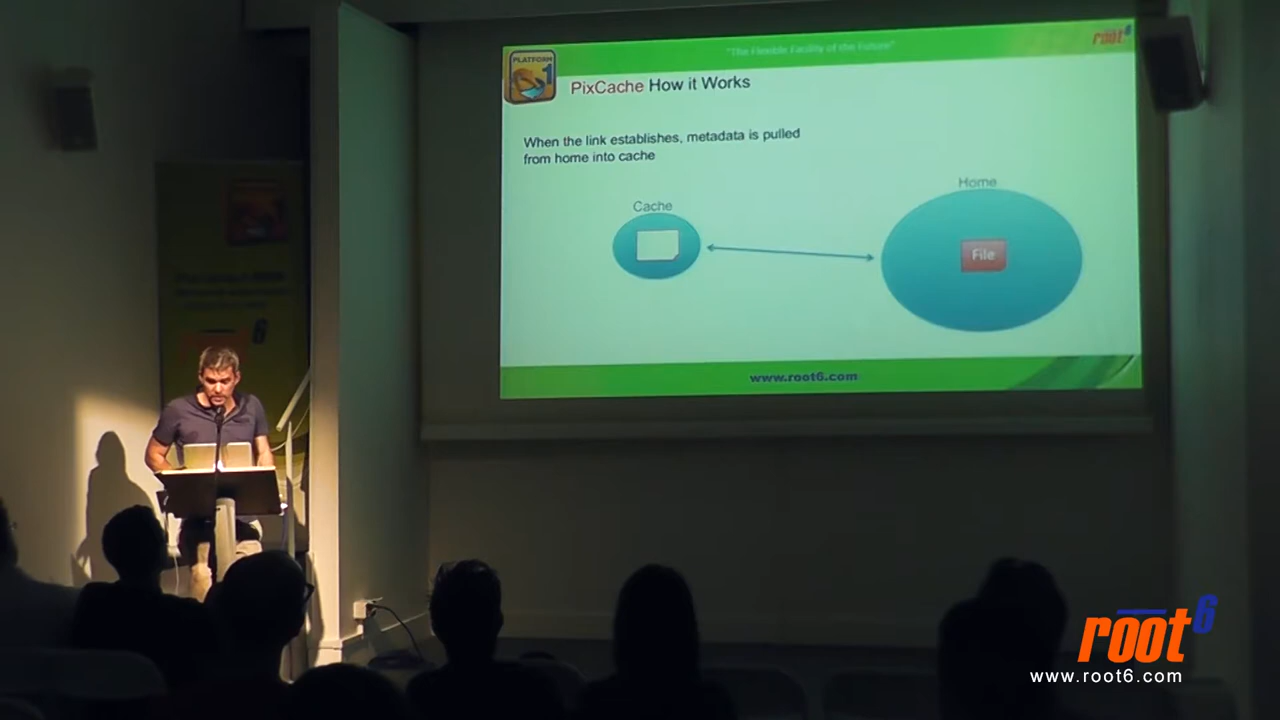 "The Flexible Facility of the Future"
root6
PLATFORM
1
PixCache How it Works
When the link establishes, metadata is pulled
from home into cache
Home
Cache
File
www.root6.com
6
root6
www.root6.com